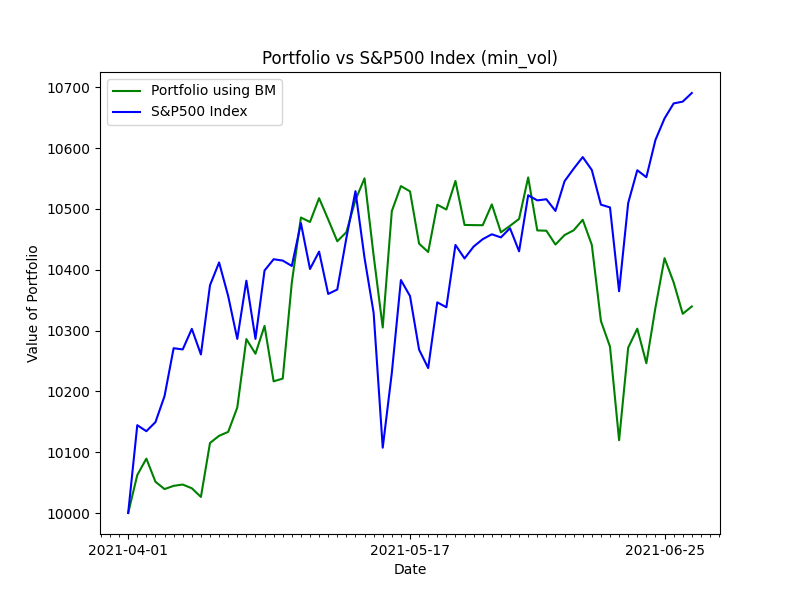 Portfolio vs S&P500 Index (min_vol)
Portfolio using BM
S&P500 Index
Value of Portfolio
10700
10600
10500
10400
10300
10200
10100
10000
2021-04-01
2021-05-17
2021-06-25
Date